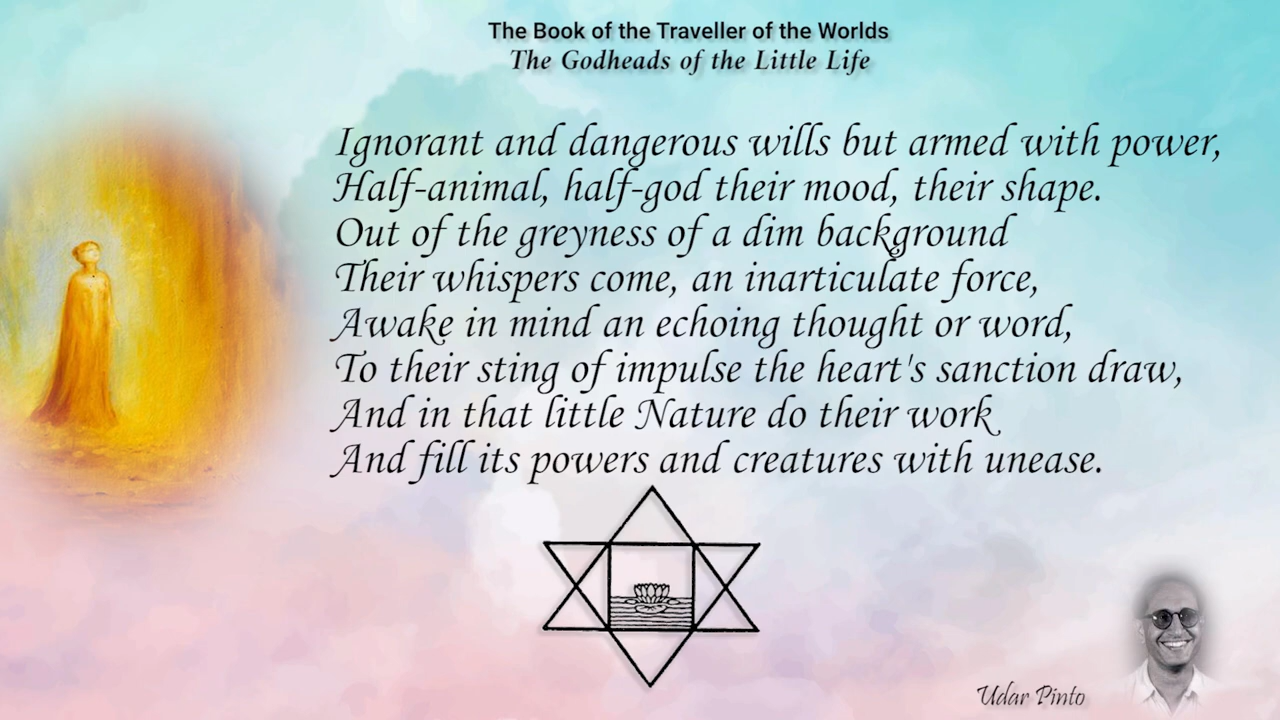 The Book of the Traveller of the Worlds
The Godheads of the Little Life
Ignorant and dangerous wills but armed with power,
Half-animal, half-god their mood, their shape.
Out of the greyness of a dim background
Their whispers come, an inarticulate force,
Awake in mind an echoing thought or word,
To their sting of impulse the heart's sanction draw,
And in that little Nature do their work
And fill its powers and creatures with unease.
Udar Pinto